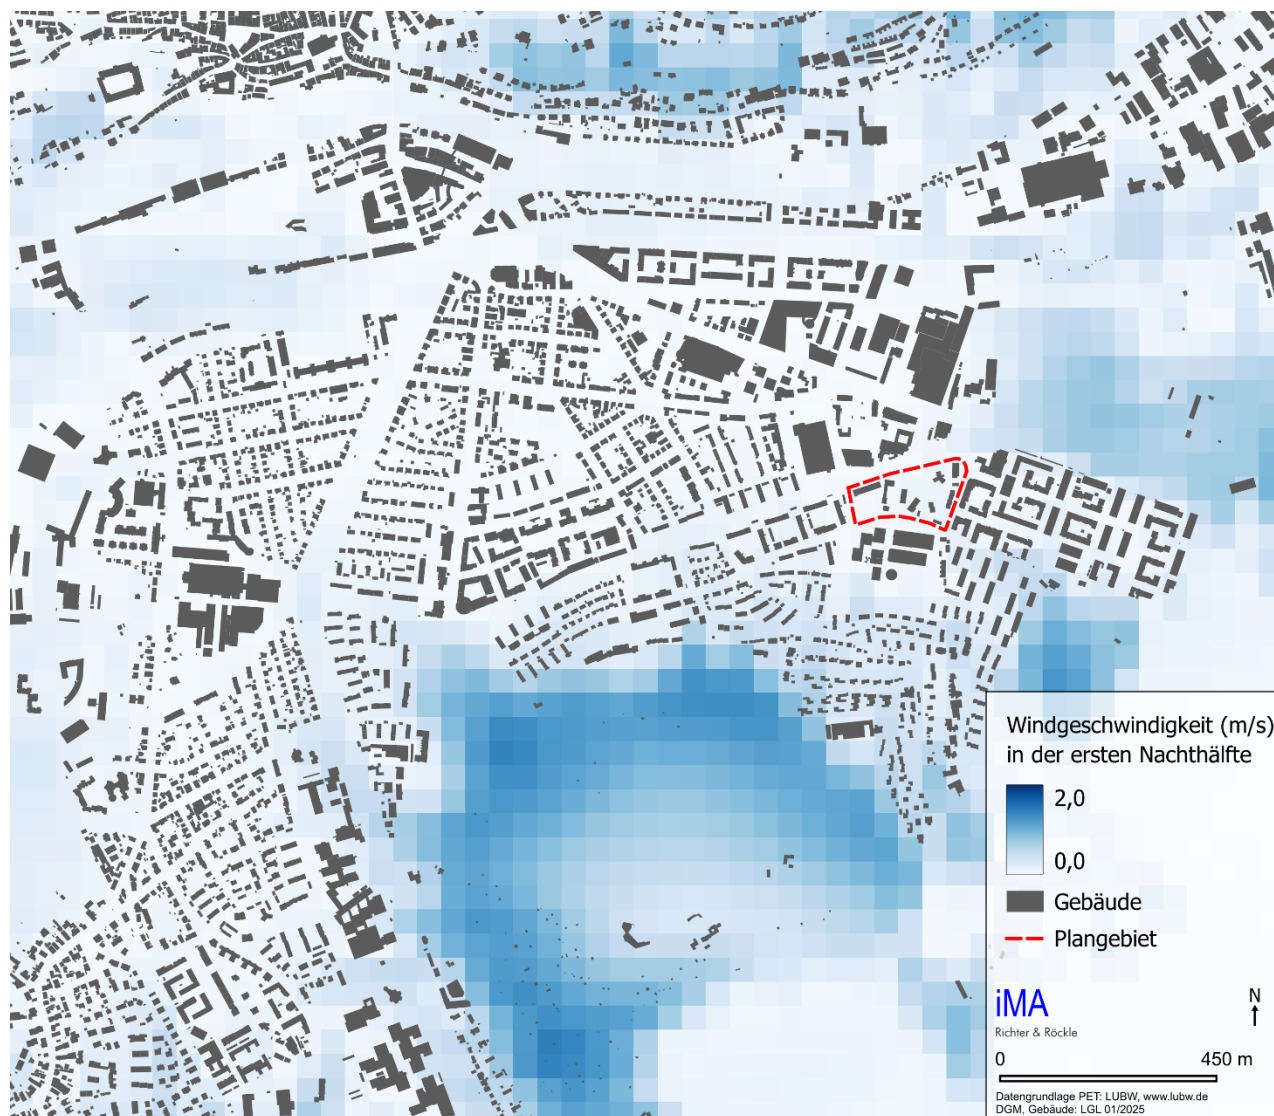 Windgeschwindigkeit (m/s)
in der ersten Nachthälfte
2,0
0,0
Gebäude
Plangebiet
iMA
Richter & Röckle
N
0 450 m
Datengrundlage PET: LUBW, www.lubw.de
DGM, Gebäude: LGL 01/2025